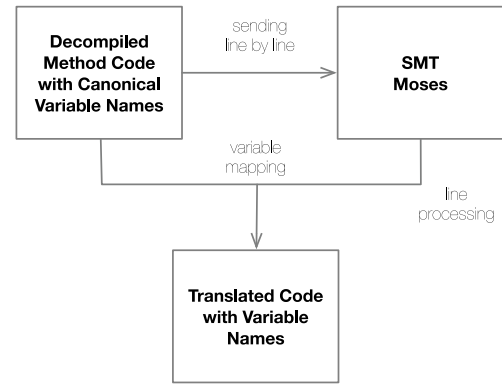 Decompiled
Method Code
with Canonical
Variable Names
sending
line by line
SMT
Moses
variable
mapping
line
processing
Translated Code
with Variable
Names